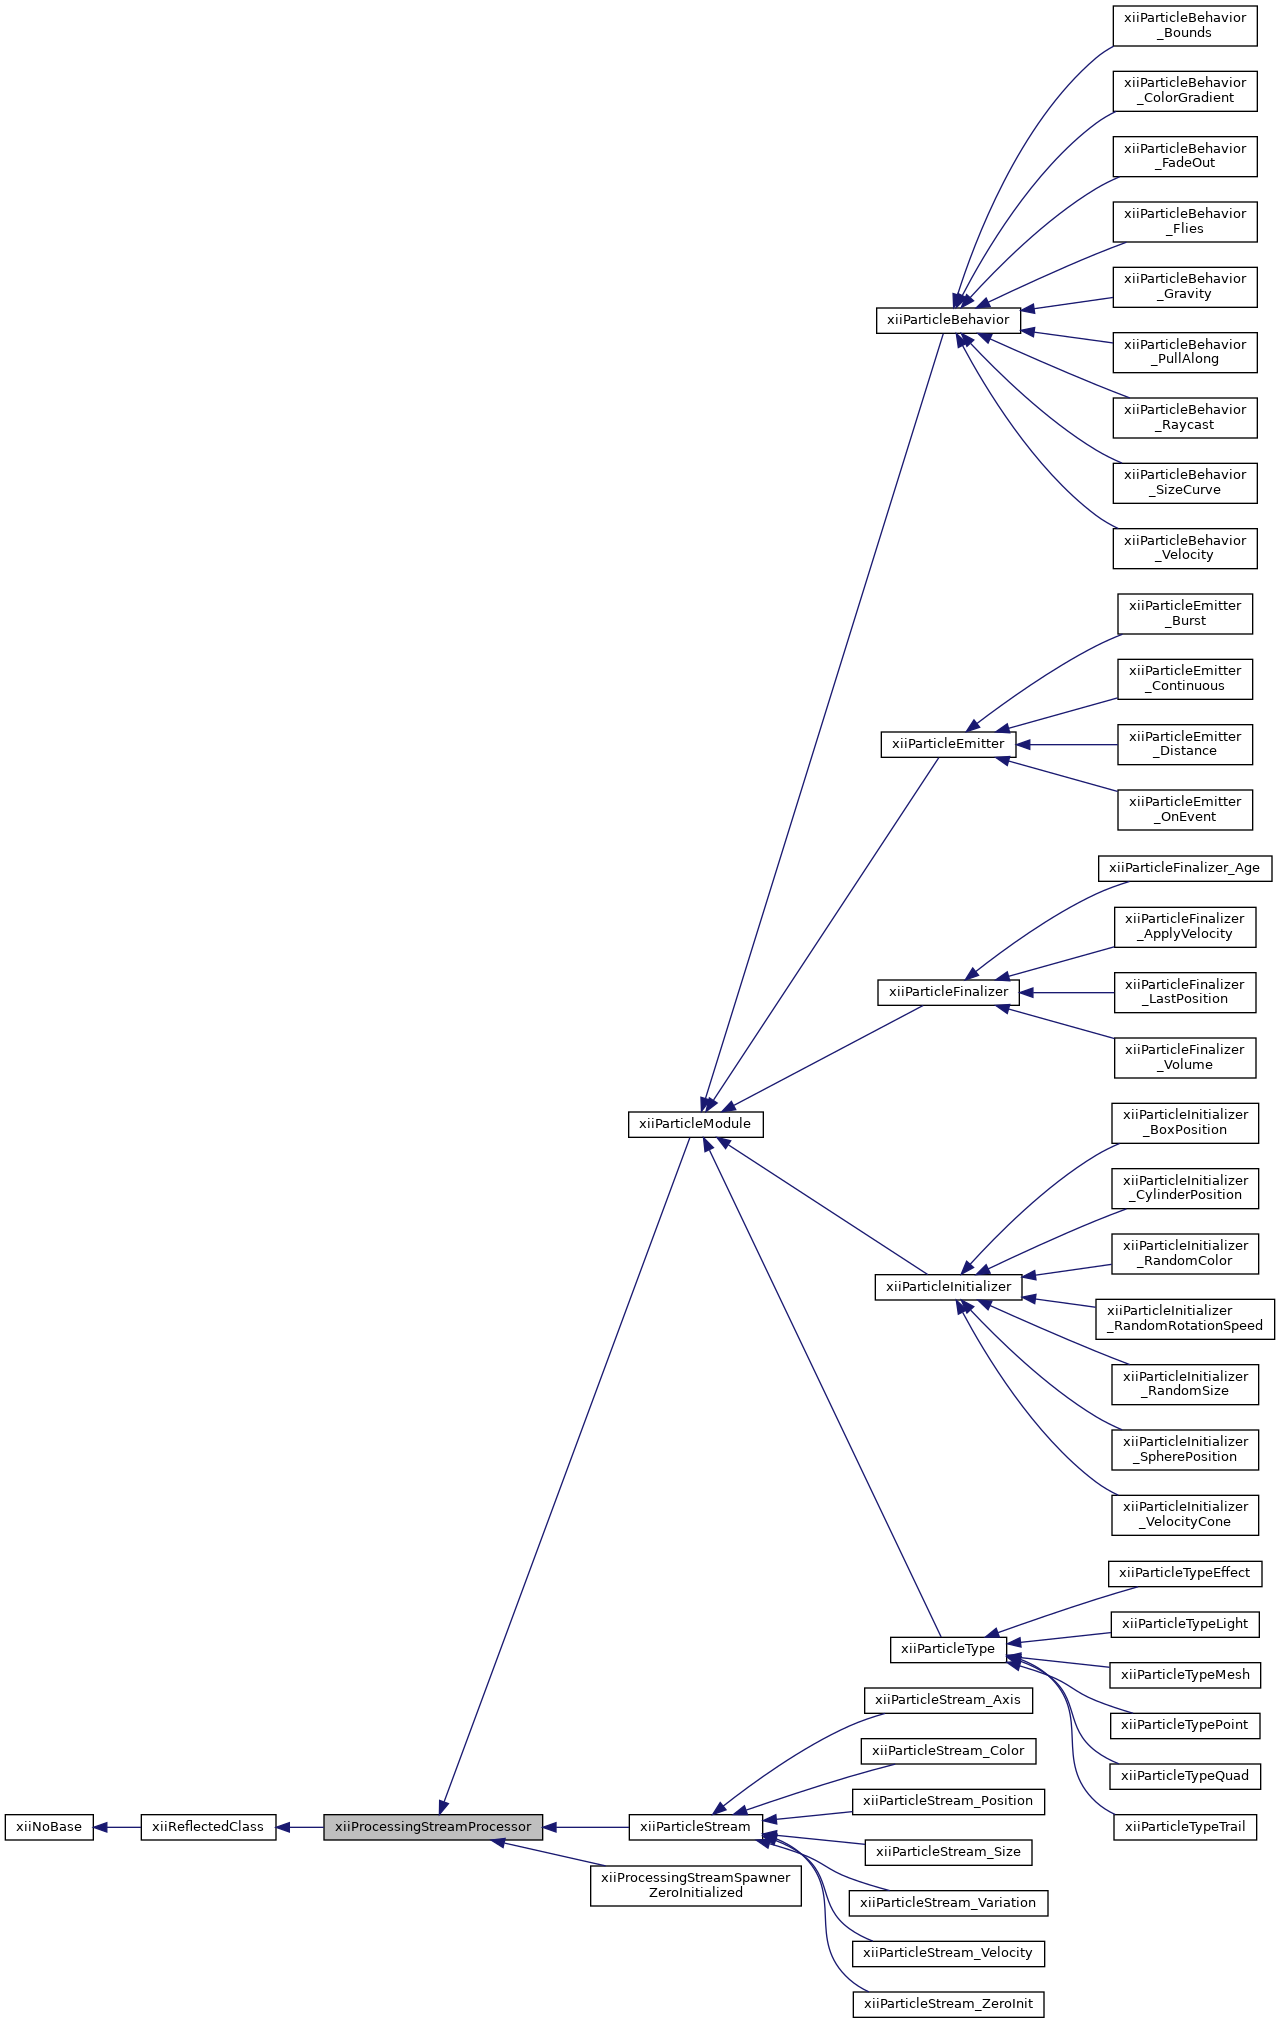 xiiParticleBehavior
_Bounds
xiiParticleBehavior
_ColorGradient
xiiParticleBehavior
_FadeOut
xiiParticleBehavior
_Flies
xiiParticleBehavior
_Gravity
xiiParticleBehavior
xiiParticleBehavior
_PullAlong
xiiParticleBehavior
_Raycast
xiiParticleBehavior
_SizeCurve
xiiParticleBehavior
_Velocity
xiiParticleEmitter
_Burst
xiiParticleEmitter
_Continuous
xiiParticleEmitter
xiiParticleEmitter
_Distance
xiiParticleEmitter
_OnEvent
xiiParticleFinalizer_Age
xiiParticleFinalizer
_ApplyVelocity
xiiParticleFinalizer
xiiParticleFinalizer
_LastPosition
xiiParticleFinalizer
_Volume
xiiParticleModule
xiiParticleInitializer
_BoxPosition
xiiParticleInitializer
_CylinderPosition
xiiParticleInitializer
_RandomColor
xiiParticleInitializer
xiiParticleInitializer
_RandomRotationSpeed
xiiParticleInitializer
_RandomSize
xiiParticleInitializer
_SpherePosition
xiiParticleInitializer
_VelocityCone
xiiParticleTypeEffect
xiiParticleTypeLight
xiiParticleType
xiiParticleTypeMesh
xiiParticleStream_Axis
xiiParticleTypePoint
xiiParticleStream_Color
xiiParticleTypeQuad
xiiParticleStream_Position
xiiNoBase
xiiReflectedClass
xiiProcessingStreamProcessor
xiiParticleStream
xiiParticleTypeTrail
xiiParticleStream_Size
xiiProcessingStreamSpawner
ZeroInitialized
xiiParticleStream_Variation
xiiParticleStream_Velocity
xiiParticleStream_ZeroInit